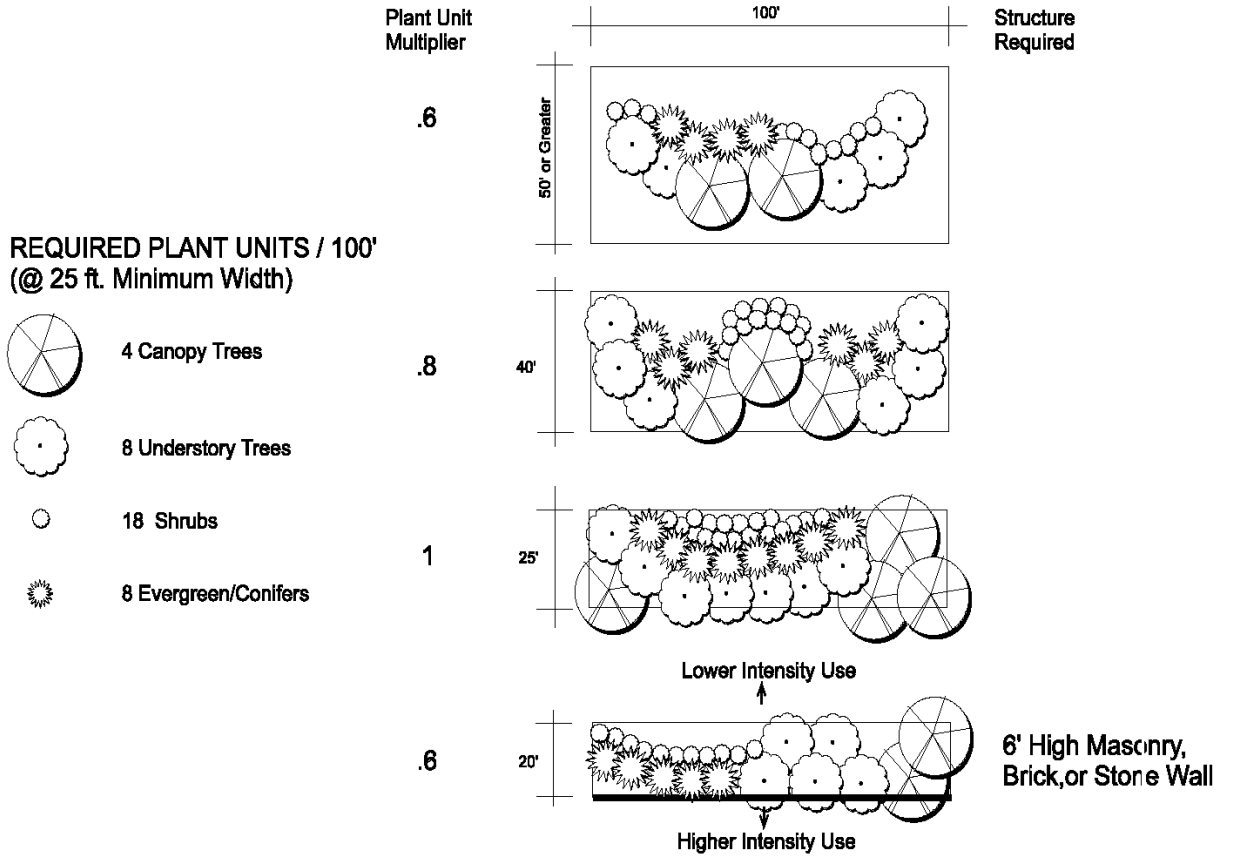 Plant Unit
Multiplier
100'
Structure
Required
.6
50' or Greater
REQUIRED PLANT UNITS / 100'
(@ 25 ft. Minimum Width)
4 Canopy Trees
8 Understory Trees
18 Shrubs
8 Evergreen/Conifers
.8
40'
1
25'
Lower Intensity Use
.6
20'
6' High Masonry,
Brick,or Stone Wall
Higher Intensity Use